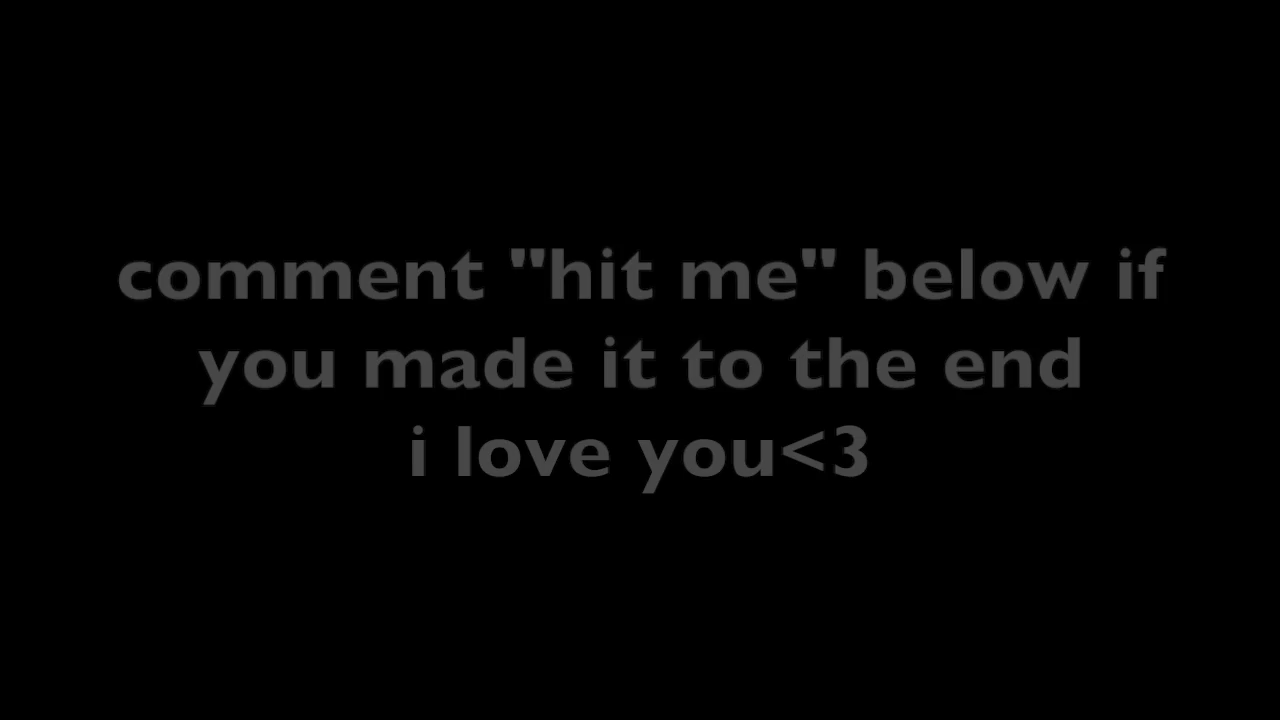 comment "hit me" below if
you made it to the end
i love you<3